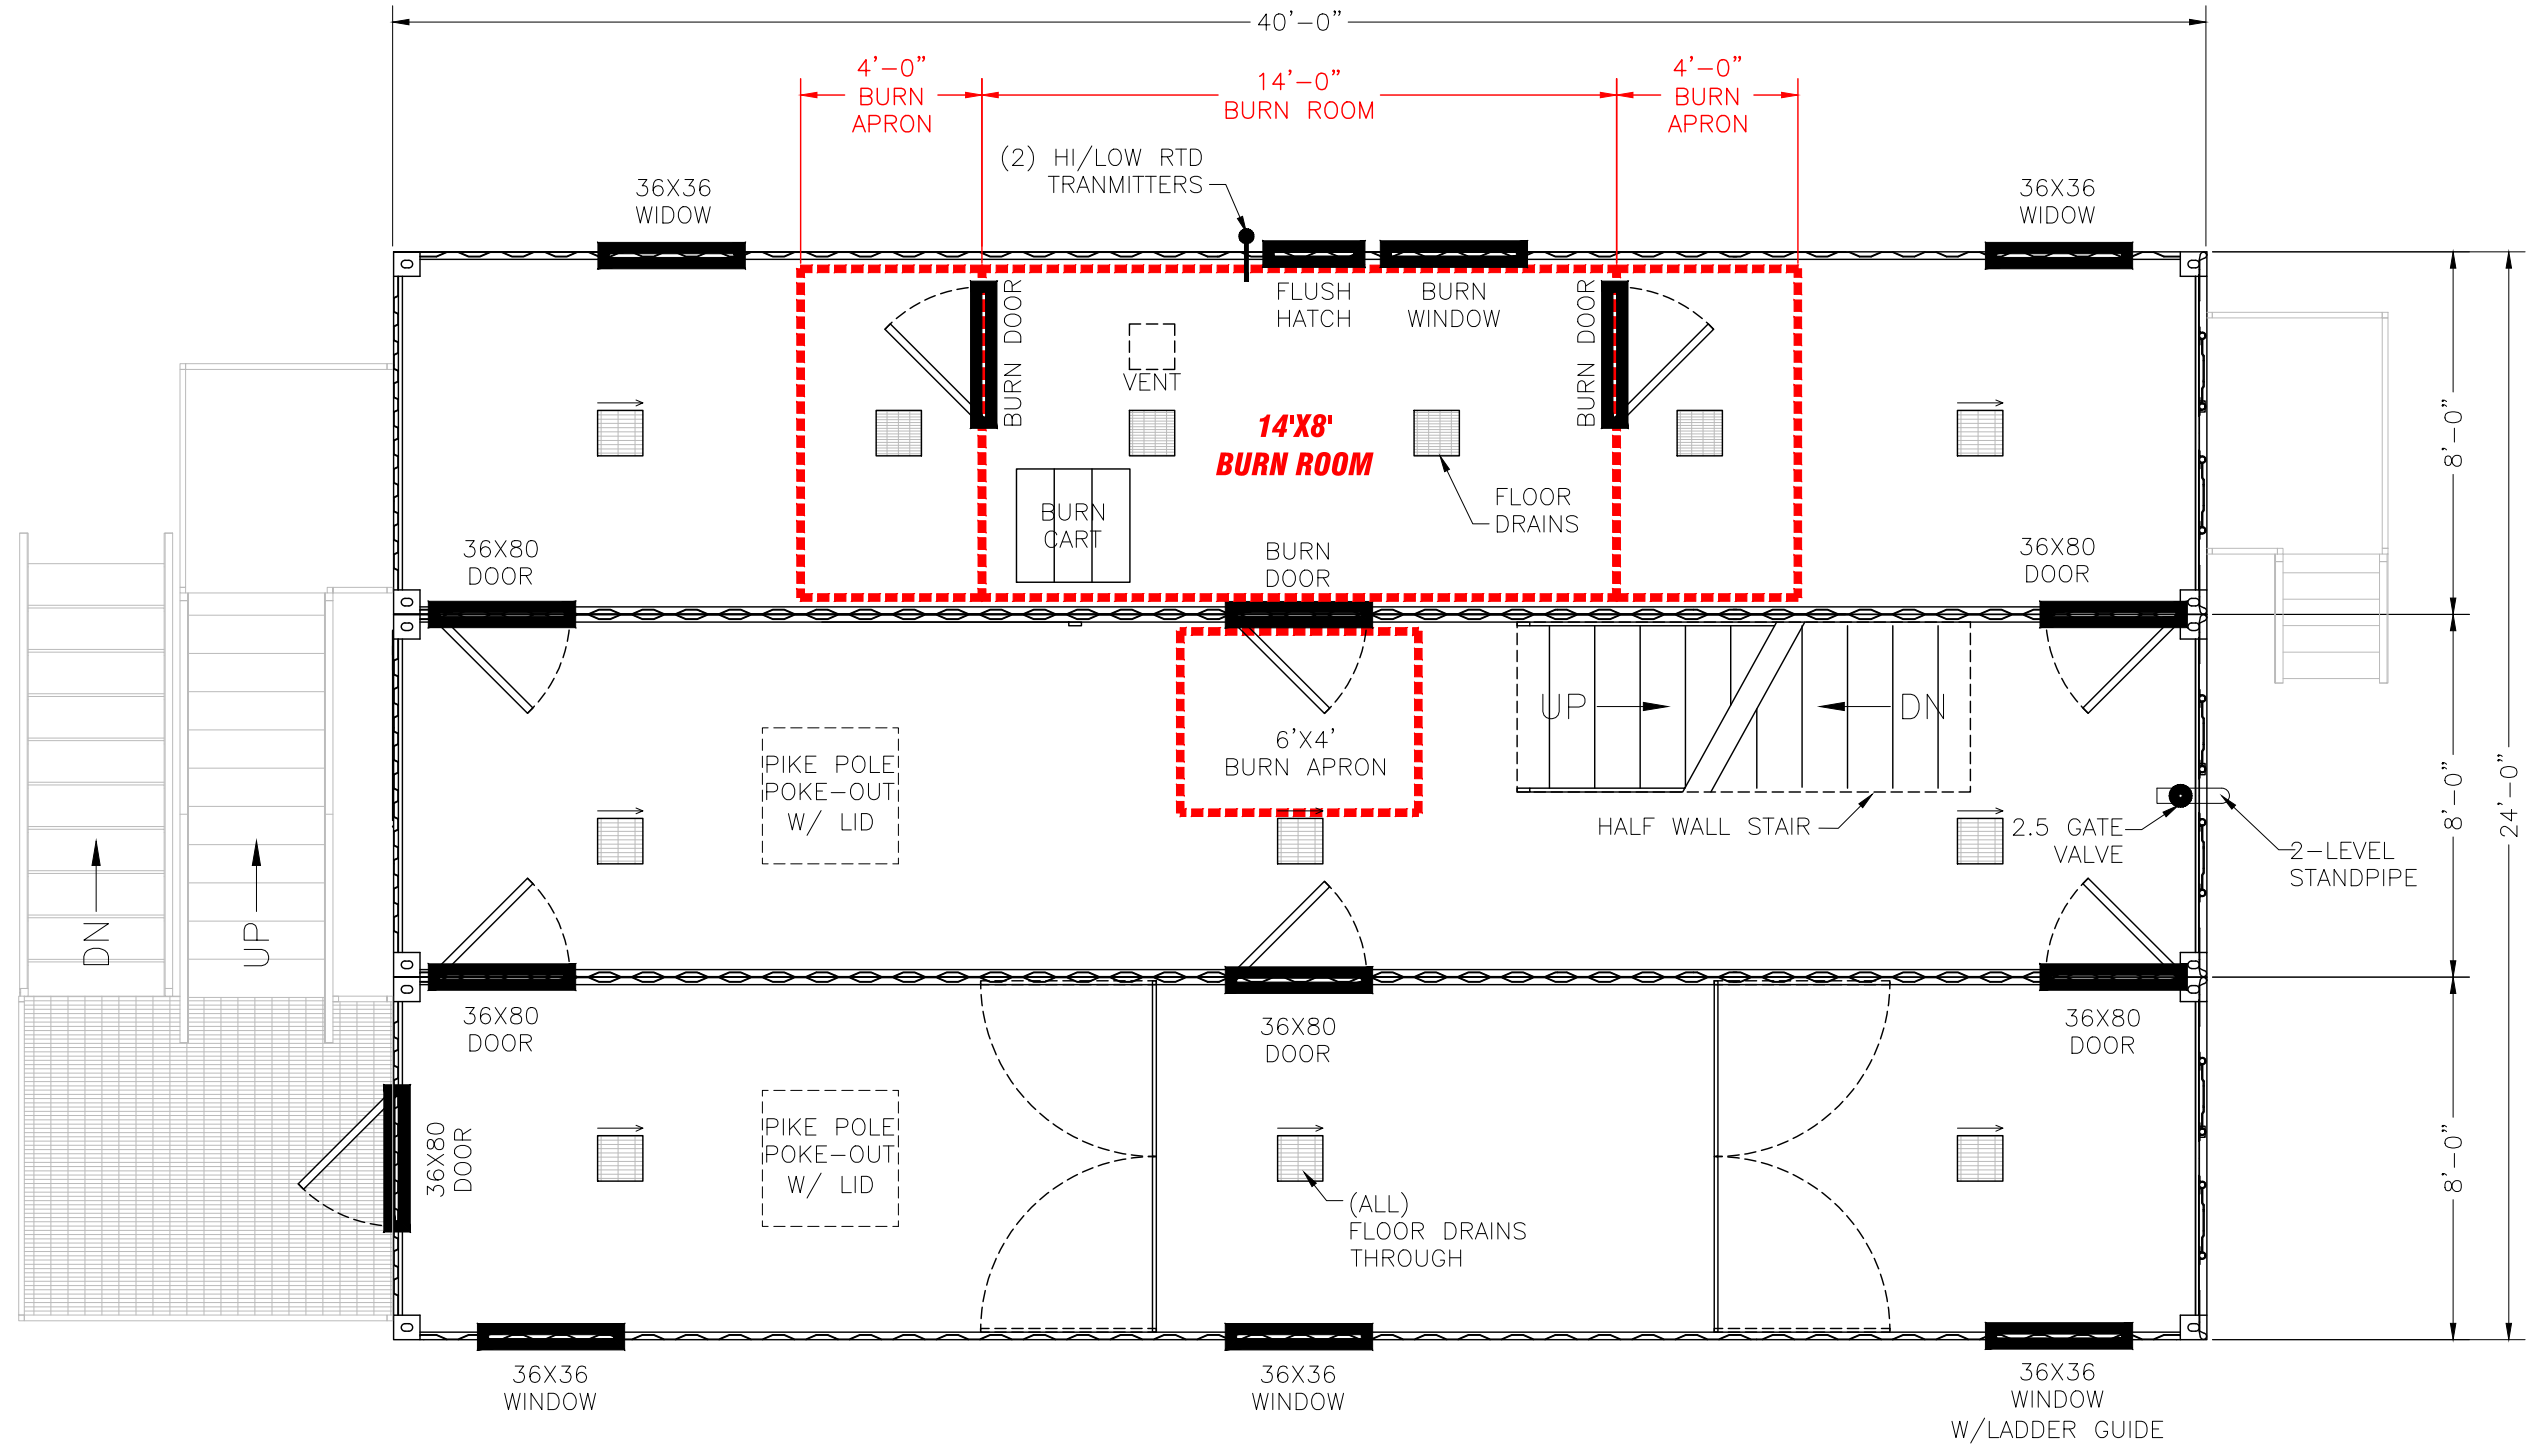 40'-0"
4'-0"
BURN
APRON
14'-0"
BURN ROOM
4'-0"
BURN
APRON
(2) HI/LOW RTD
TRANMITTERS
36X36
WIDOW
36X36
WIDOW
FLUSH
HATCH
BURN
WINDOW
BURN DOOR
BURN DOOR
VENT
14'X8'
BURN ROOM
8'-0"
BURN
CART
FLOOR
DRAINS
36X80
DOOR
BURN
DOOR
36X80
DOOR
UP
DN
6'X4'
BURN APRON
PIKE POLE
POKE-OUT
W/ LID
HALF WALL STAIR
2.5 GATE
VALVE
2-LEVEL
STANDPIPE
8'-0"
24'-0"
DN
UP
36X80
DOOR
36X80
DOOR
36X80
DOOR
36X80
DOOR
PIKE POLE
POKE-OUT
W/ LID
(ALL)
FLOOR DRAINS
THROUGH
8'-0"
36X36
WINDOW
36X36
WINDOW
36X36
WINDOW
W/LADDER GUIDE